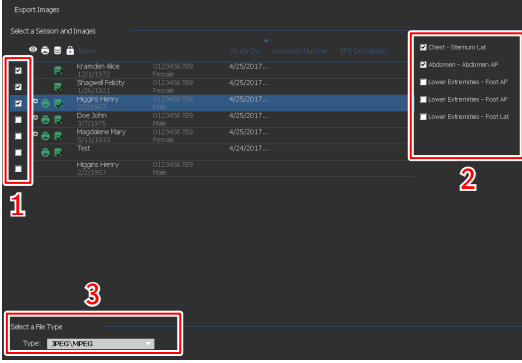 Export Images
Select a Session and Images
Name Study Da... Accession Number SPS Description
Kramden Alice 0123456789 4/25/2017...
12/1/1972 Female
Shagwell Felicity 0123456789 4/25/2017...
1/26/1921 Female
Higgins Henry 0123456789 4/25/2017...
2/2/1957 Male
Doe John 0123456789 4/25/2017...
3/7/1975 Male
Magdalene Mary 0123456789 4/25/2017...
5/11/1933 Female
Test 4/24/2017...
Higgins Henry 0123456789
2/2/1957 Male
1
Chest - Sternum Lat
Abdomen - Abdomen AP
Lower Extremities - Foot AP
Lower Extremities - Foot AP
Lower Extremities - Foot Lat
2
3
Select a File Type
Type: JPEG\MPEG